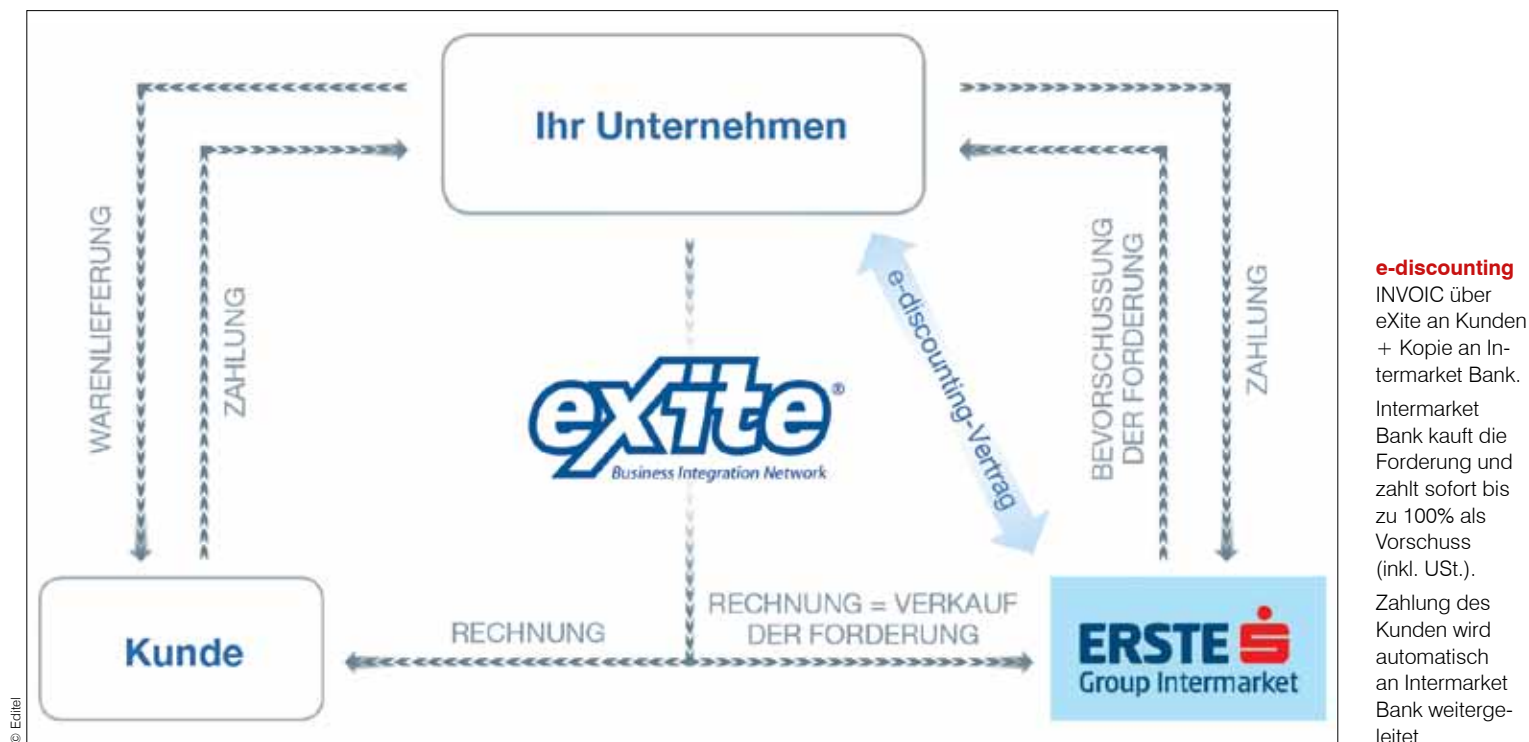 Ihr Unternehmen
WARENLIEFERUNG
ZAHLUNG
BEVORSCHUSSUNG
DER FORDERUNG
ZAHLUNG
e-discounting-Vertrag
eXite®
Business Integration Network
Kunde
RECHNUNG
RECHNUNG = VERKAUF
DER FORDERUNG
ERSTE
Group Intermarket
© Editel
e-discounting
INVOIC über
eXite an Kunden
+ Kopie an In-
termarket Bank.
Intermarket
Bank kauft die
Forderung und
zahlt sofort bis
zu 100% als
Vorschuss
(inkl. USt.).
Zahlung des
Kunden wird
automatisch
an Intermarket
Bank weiterge-
leitet